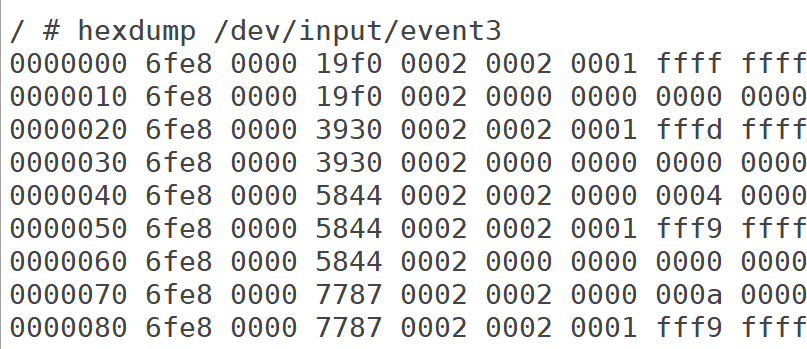 / # hexdump /dev/input/event3
0000000 6fe8 0000 19f0 0002 0002 0001 ffff ffff
0000010 6fe8 0000 19f0 0002 0000 0000 0000 0000
0000020 6fe8 0000 3930 0002 0002 0001 fffd ffff
0000030 6fe8 0000 3930 0002 0000 0000 0000 0000
0000040 6fe8 0000 5844 0002 0002 0000 0004 0000
0000050 6fe8 0000 5844 0002 0002 0001 fff9 ffff
0000060 6fe8 0000 5844 0002 0000 0000 0000 0000
0000070 6fe8 0000 7787 0002 0002 0000 000a 0000
0000080 6fe8 0000 7787 0002 0002 0001 fff9 ffff